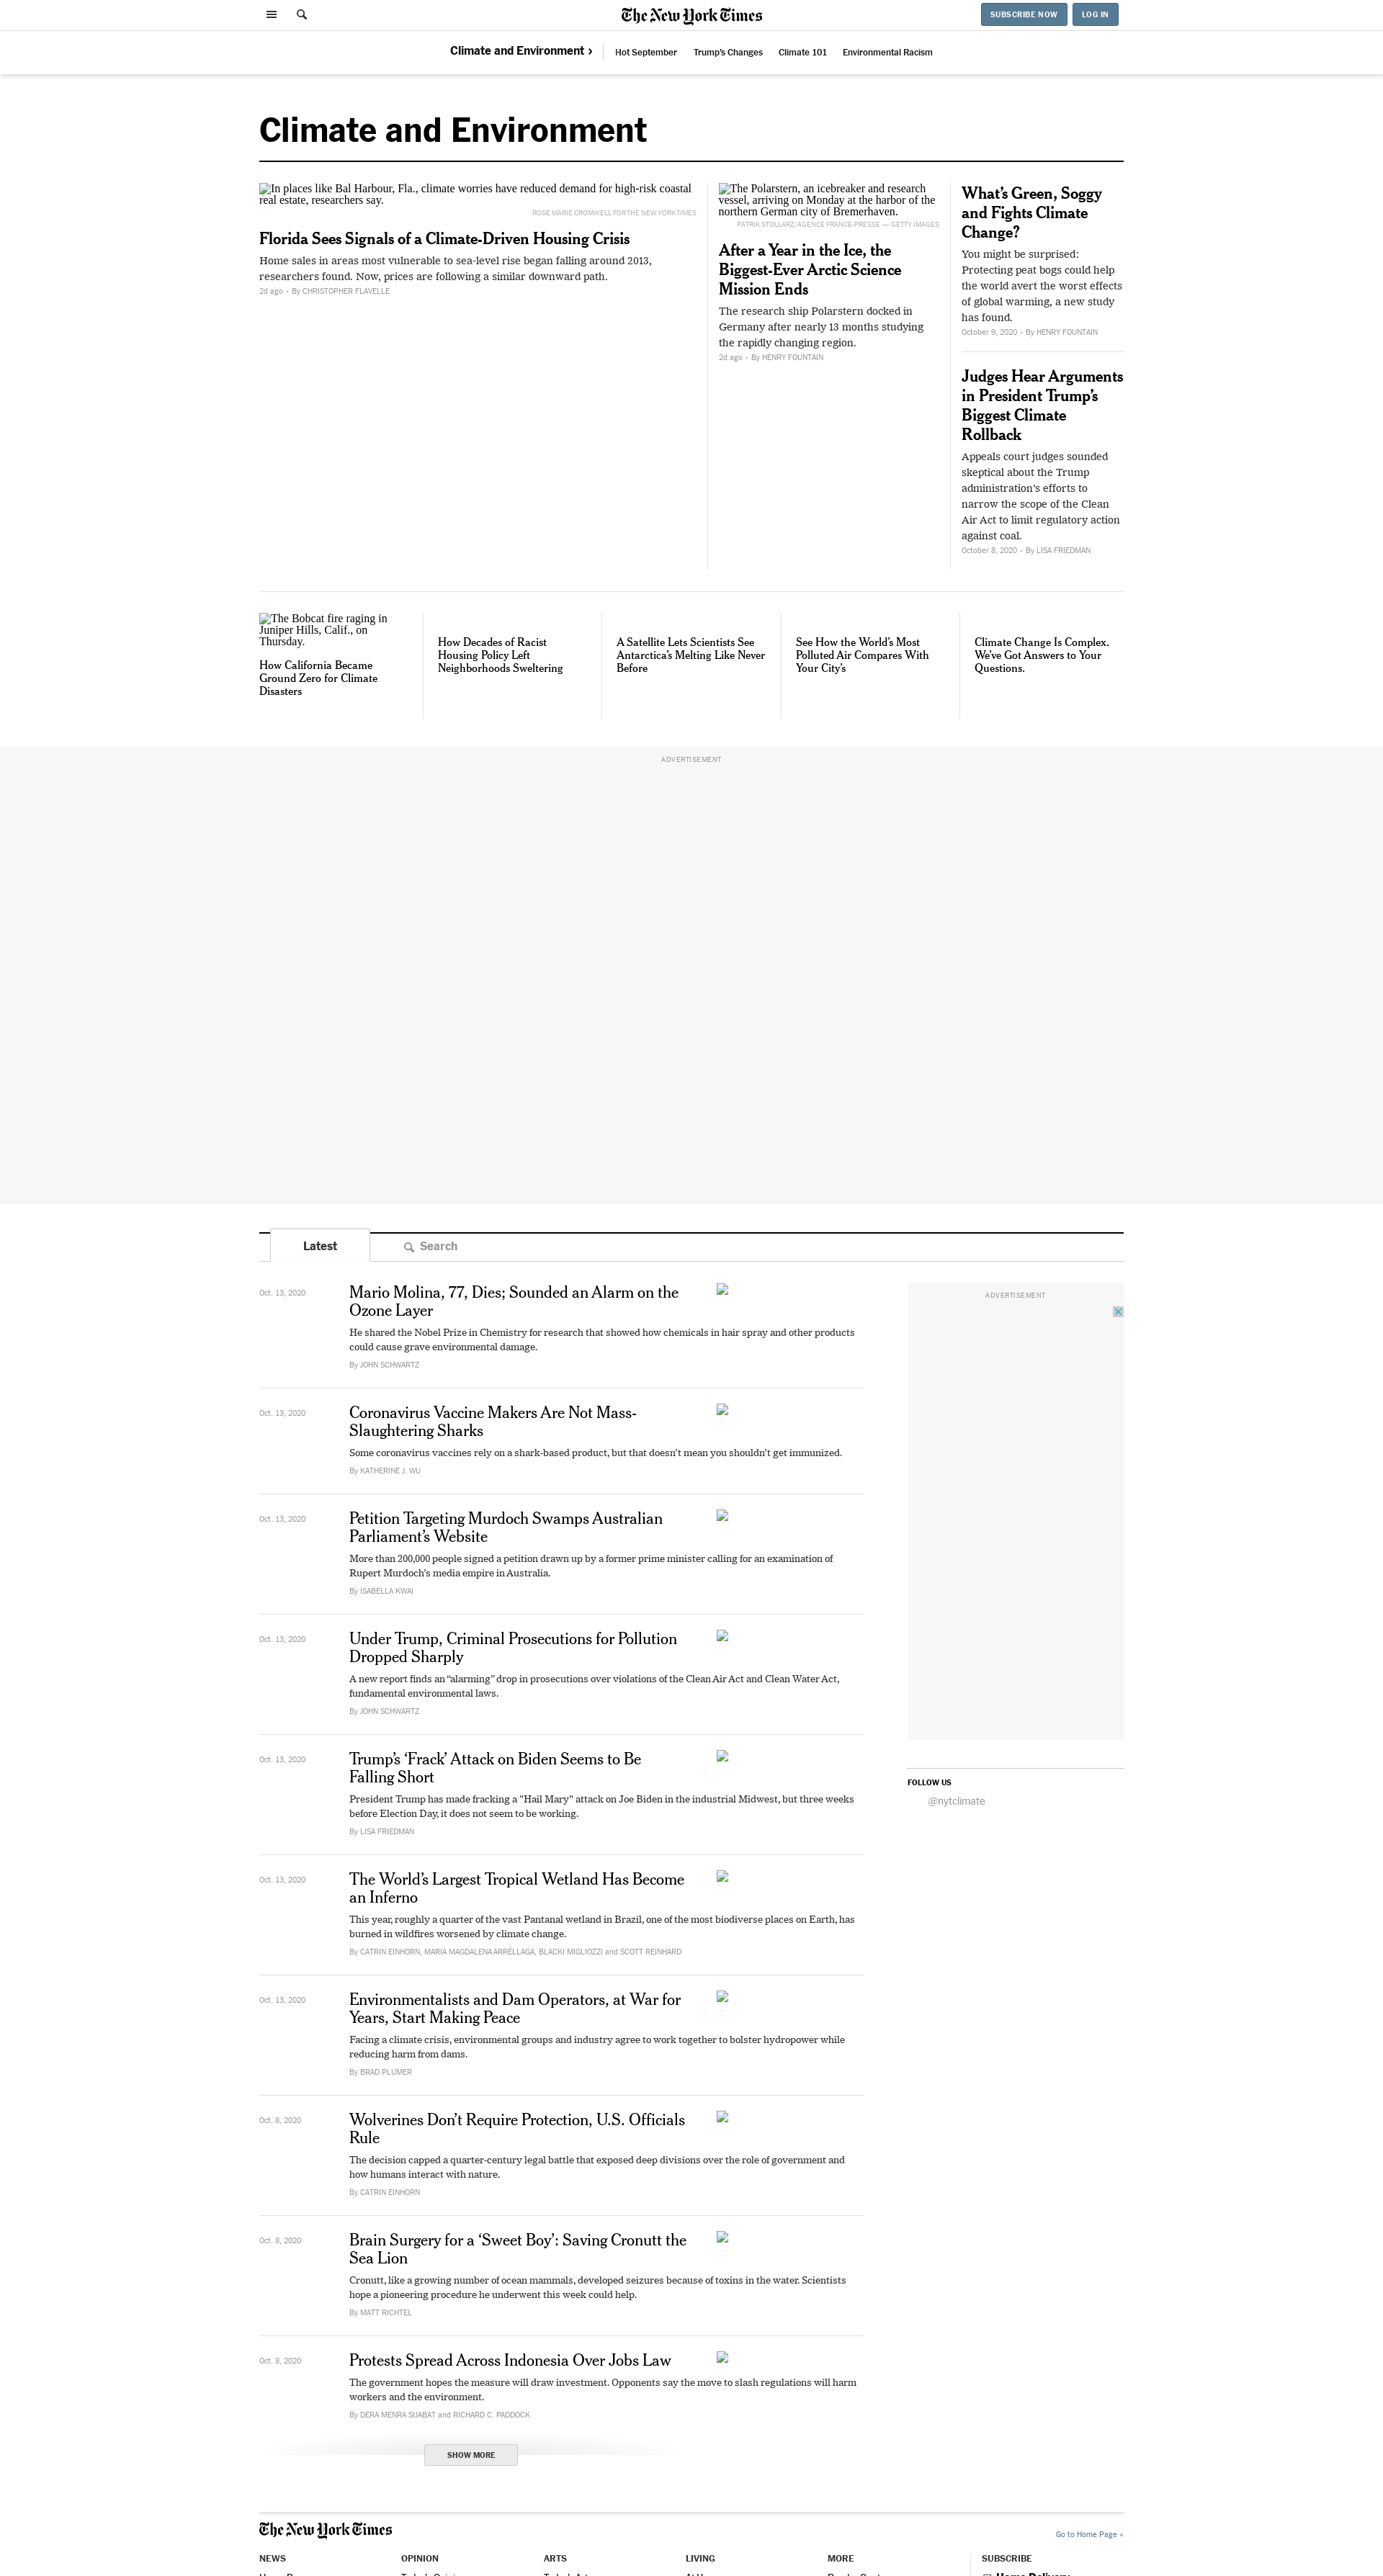 The New York Times
SUBSCRIBE NOW
LOG IN
Climate and Environment ›
Hot September
Trump's Changes
Climate 101
Environmental Racism
Climate and Environment
In places like Bal Harbour, Fla., climate worries have reduced demand for high-risk coastal
real estate, researchers say.
ROSE MARIE CROMWELL FOR THE NEW YORK TIMES
Florida Sees Signals of a Climate-Driven Housing Crisis
Home sales in areas most vulnerable to sea-level rise began falling around 2013,
researchers found. Now, prices are following a similar downward path.
2d ago • By CHRISTOPHER FLAVELLE
The Polarstern, an icebreaker and research
vessel, arriving on Monday at the harbor of the
northern German city of Bremerhaven.
PATRIK STOLLARZ/AGENCE FRANCE-PRESSE — GETTY IMAGES
After a Year in the Ice, the
Biggest-Ever Arctic Science
Mission Ends
The research ship Polarstern docked in
Germany after nearly 13 months studying
the rapidly changing region.
2d ago • By HENRY FOUNTAIN
What's Green, Soggy
and Fights Climate
Change?
You might be surprised:
Protecting peat bogs could help
the world avert the worst effects
of global warming, a new study
has found.
October 9, 2020 • By HENRY FOUNTAIN
Judges Hear Arguments
in President Trump's
Biggest Climate
Rollback
Appeals court judges sounded
skeptical about the Trump
administration's efforts to
narrow the scope of the Clean
Air Act to limit regulatory action
against coal.
October 8, 2020 • By LISA FRIEDMAN
The Bobcat fire raging in
Juniper Hills, Calif., on
Thursday.
How California Became
Ground Zero for Climate
Disasters
How Decades of Racist
Housing Policy Left
Neighborhoods Sweltering
A Satellite Lets Scientists See
Antarctica's Melting Like Never
Before
See How the World's Most
Polluted Air Compares With
Your City's
Climate Change Is Complex.
We've Got Answers to Your
Questions.
ADVERTISEMENT
Latest
Search
Oct. 13, 2020
Mario Molina, 77, Dies; Sounded an Alarm on the
Ozone Layer
He shared the Nobel Prize in Chemistry for research that showed how chemicals in hair spray and other products
could cause grave environmental damage.
By JOHN SCHWARTZ
ADVERTISEMENT
Oct. 13, 2020
Coronavirus Vaccine Makers Are Not Mass-
Slaughtering Sharks
Some coronavirus vaccines rely on a shark-based product, but that doesn't mean you shouldn't get immunized.
By KATHERINE J. WU
Oct. 13, 2020
Petition Targeting Murdoch Swamps Australian
Parliament's Website
More than 200,000 people signed a petition drawn up by a former prime minister calling for an examination of
Rupert Murdoch's media empire in Australia.
By ISABELLA KWAI
Oct. 13, 2020
Under Trump, Criminal Prosecutions for Pollution
Dropped Sharply
A new report finds an “alarming” drop in prosecutions over violations of the Clean Air Act and Clean Water Act,
fundamental environmental laws.
By JOHN SCHWARTZ
Oct. 13, 2020
Trump's ‘Frack’ Attack on Biden Seems to Be
Falling Short
President Trump has made fracking a "Hail Mary" attack on Joe Biden in the industrial Midwest, but three weeks
before Election Day, it does not seem to be working.
By LISA FRIEDMAN
FOLLOW US
@nytclimate
Oct. 13, 2020
The World's Largest Tropical Wetland Has Become
an Inferno
This year, roughly a quarter of the vast Pantanal wetland in Brazil, one of the most biodiverse places on Earth, has
burned in wildfires worsened by climate change.
By CATRIN EINHORN, MARIA MAGDALENA ARRÉLLAGA, BLACKI MIGLIOZZI and SCOTT REINHARD
Oct. 13, 2020
Environmentalists and Dam Operators, at War for
Years, Start Making Peace
Facing a climate crisis, environmental groups and industry agree to work together to bolster hydropower while
reducing harm from dams.
By BRAD PLUMER
Oct. 8, 2020
Wolverines Don't Require Protection, U.S. Officials
Rule
The decision capped a quarter-century legal battle that exposed deep divisions over the role of government and
how humans interact with nature.
By CATRIN EINHORN
Oct. 8, 2020
Brain Surgery for a ‘Sweet Boy’: Saving Cronutt the
Sea Lion
Cronutt, like a growing number of ocean mammals, developed seizures because of toxins in the water. Scientists
hope a pioneering procedure he underwent this week could help.
By MATT RICHTEL
Oct. 8, 2020
Protests Spread Across Indonesia Over Jobs Law
The government hopes the measure will draw investment. Opponents say the move to slash regulations will harm
workers and the environment.
By DERA MENRA SIJABAT and RICHARD C. PADDOCK
SHOW MORE
The New York Times
Go to Home Page »
NEWS
OPINION
ARTS
LIVING
MORE
SUBSCRIBE